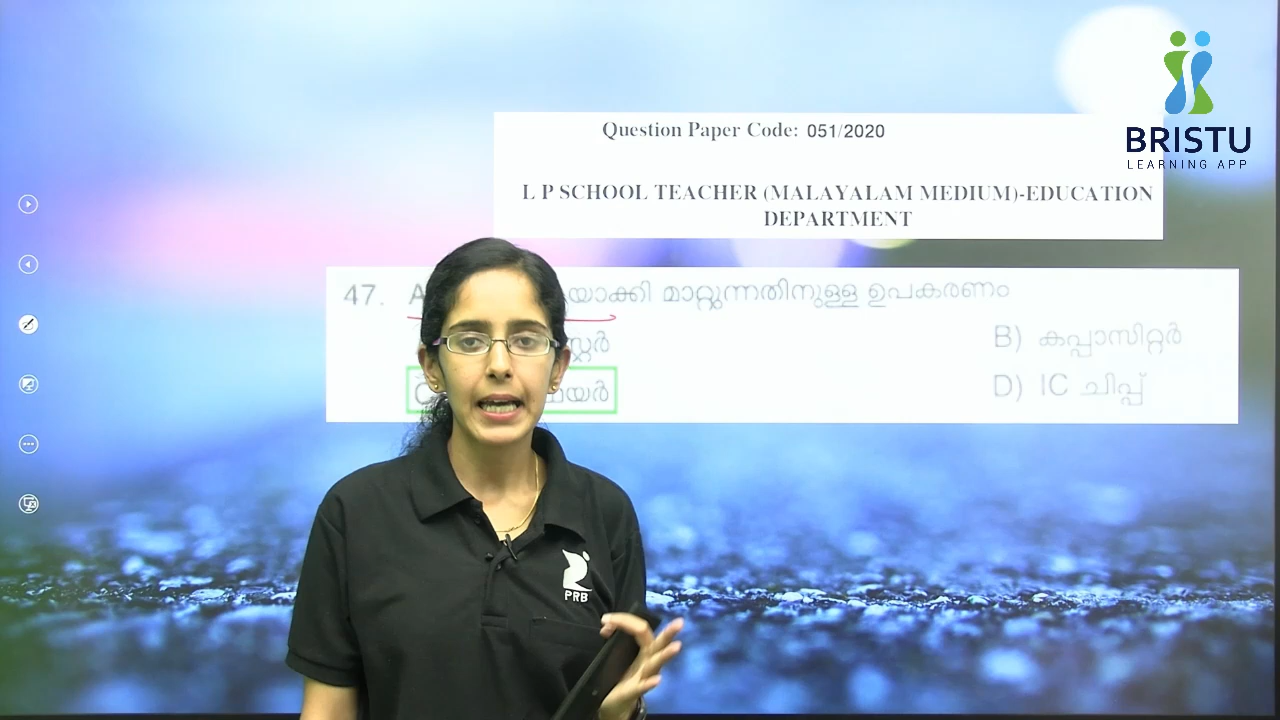 BRISTU
LEARNING APP
Question Paper Code: 051/2020
L P SCHOOL TEACHER (MALAYALAM MEDIUM)-EDUCATION
DEPARTMENT
47. മാറ്റുന്നതിനുള്ള ഉപകരണം
B) കപ്പാസിറ്റർ
D) IC ചിപ്പ്
PRB